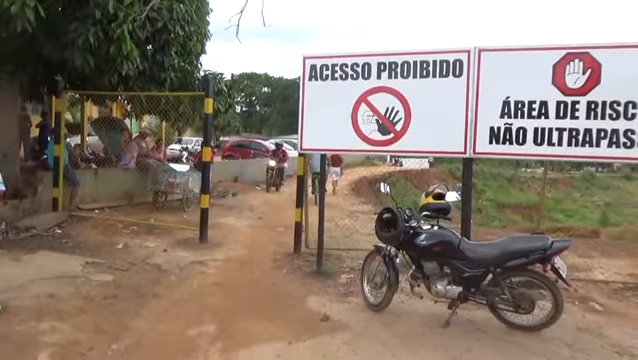 ACESSO PROIBIDO
ÁREA DE RISC
NÃO ULTRAPAS